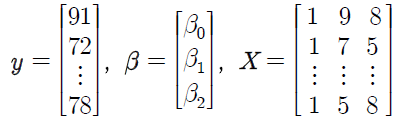 y = [91 72 ⋮ 78], β = [β₀ β₁ β₂], X = [1 9 8 1 7 5 ⋮ ⋮ ⋮ 1 5 8]